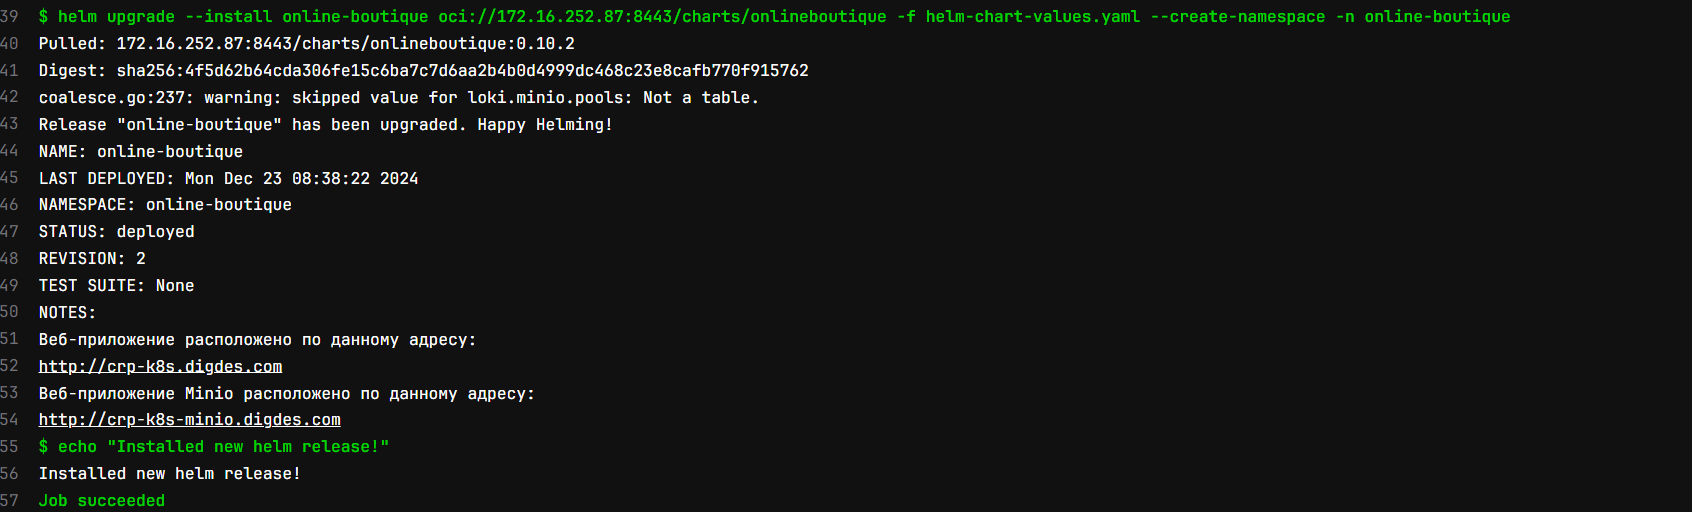 39 $ helm upgrade --install online-boutique oci://172.16.252.87:8443/charts/onlineboutique -f helm-chart-values.yaml --create-namespace -n online-boutique
40 Pulled: 172.16.252.87:8443/charts/onlineboutique:0.10.2
41 Digest: sha256:4f5d62b64cda306fe15c6ba7c7d6aa2b4b0d4999dc468c23e8cafb770f915762
42 coalesce.go:237: warning: skipped value for loki.minio.pools: Not a table.
43 Release "online-boutique" has been upgraded. Happy Helming!
44 NAME: online-boutique
45 LAST DEPLOYED: Mon Dec 23 08:38:22 2024
46 NAMESPACE: online-boutique
47 STATUS: deployed
48 REVISION: 2
49 TEST SUITE: None
50 NOTES:
51 Веб-приложение расположено по данному адресу:
52 http://crp-k8s.digdes.com
53 Веб-приложение Minio расположено по данному адресу:
54 http://crp-k8s-minio.digdes.com
55 $ echo "Installed new helm release!"
56 Installed new helm release!
57 Job succeeded